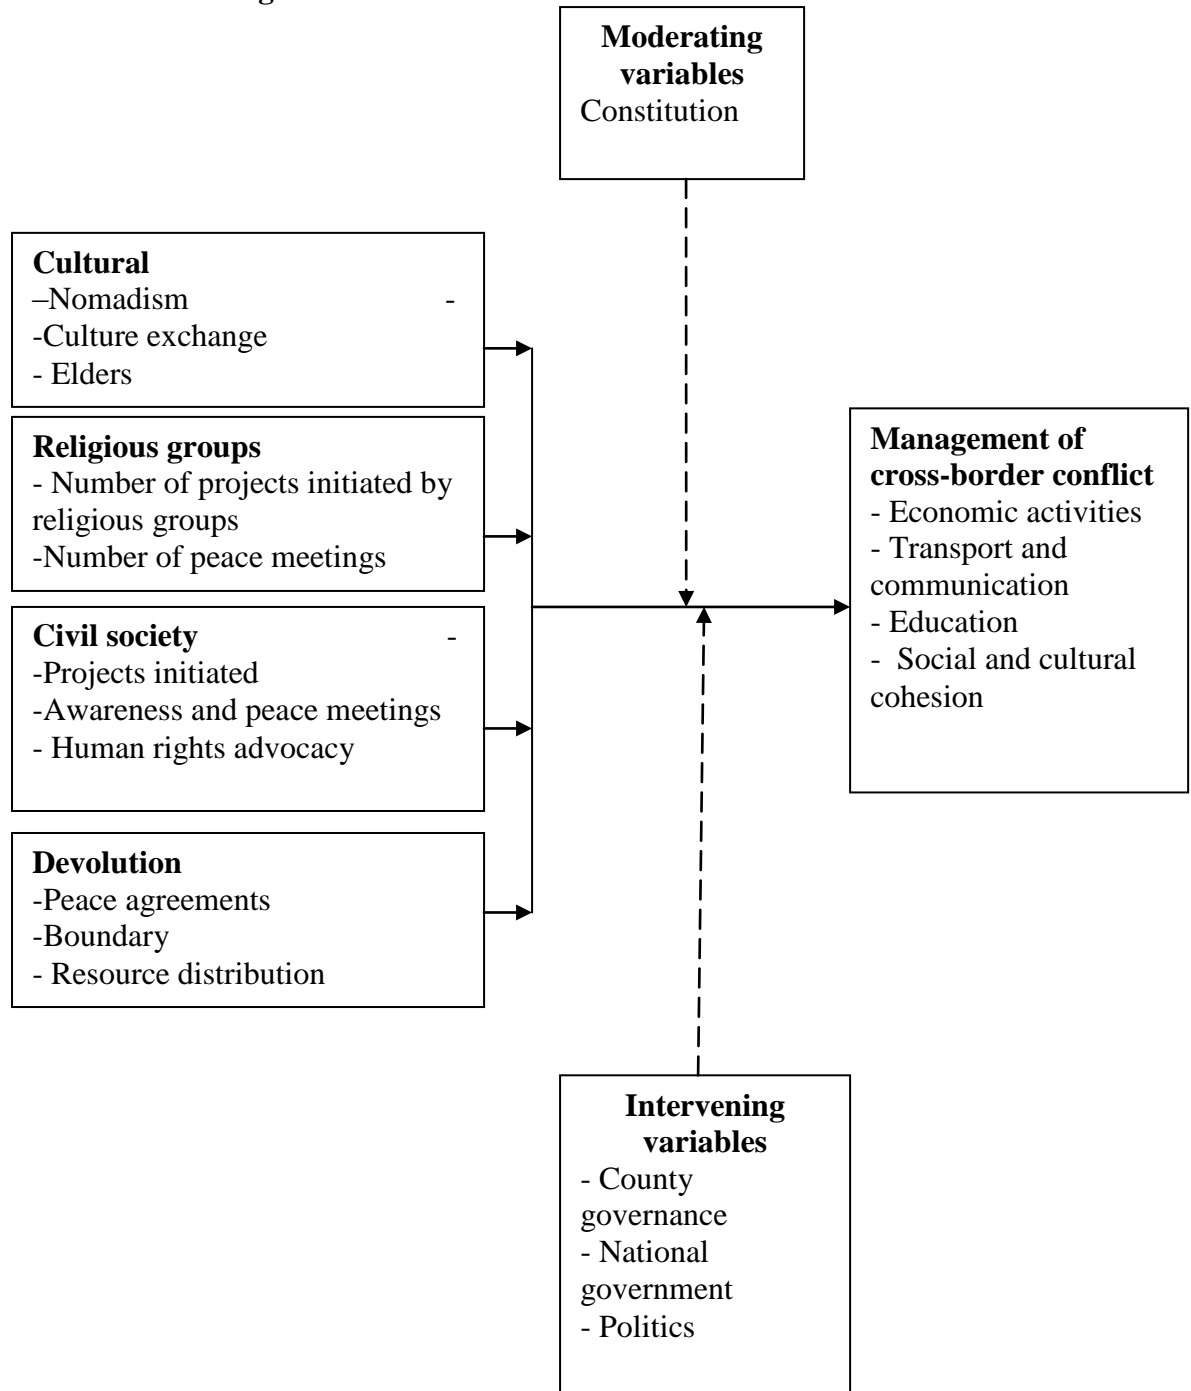 Moderating
variables
Constitution
Cultural
–Nomadism -
-Culture exchange
- Elders
Religious groups
- Number of projects initiated by
religious groups
-Number of peace meetings
Civil society -
-Projects initiated
-Awareness and peace meetings
- Human rights advocacy
Devolution
-Peace agreements
-Boundary
- Resource distribution
Management of
cross-border conflict
- Economic activities
- Transport and
communication
- Education
- Social and cultural
cohesion
Intervening
variables
- County
governance
- National
government
- Politics